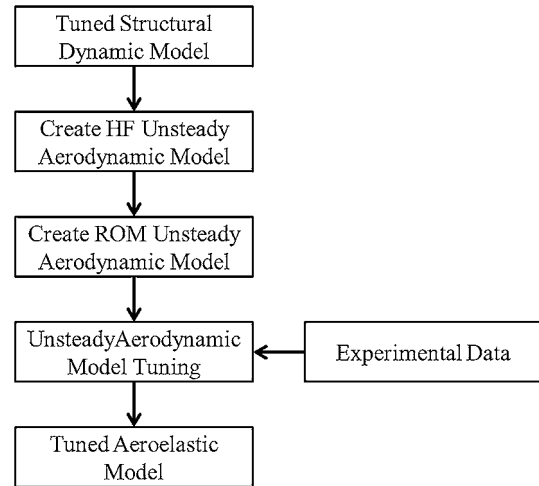 Tuned Structural
Dynamic Model
Create HF Unsteady
Aerodynamic Model
Create ROM Unsteady
Aerodynamic Model
UnsteadyAerodynamic
Model Tuning
Experimental Data
Tuned Aeroelastic
Model